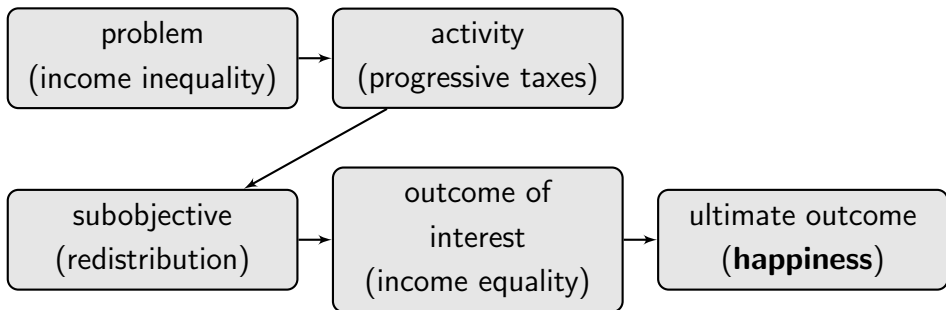 problem
(income inequality)
activity
(progressive taxes)
subobjective
(redistribution)
outcome of
interest
(income equality)
ultimate outcome
(happiness)